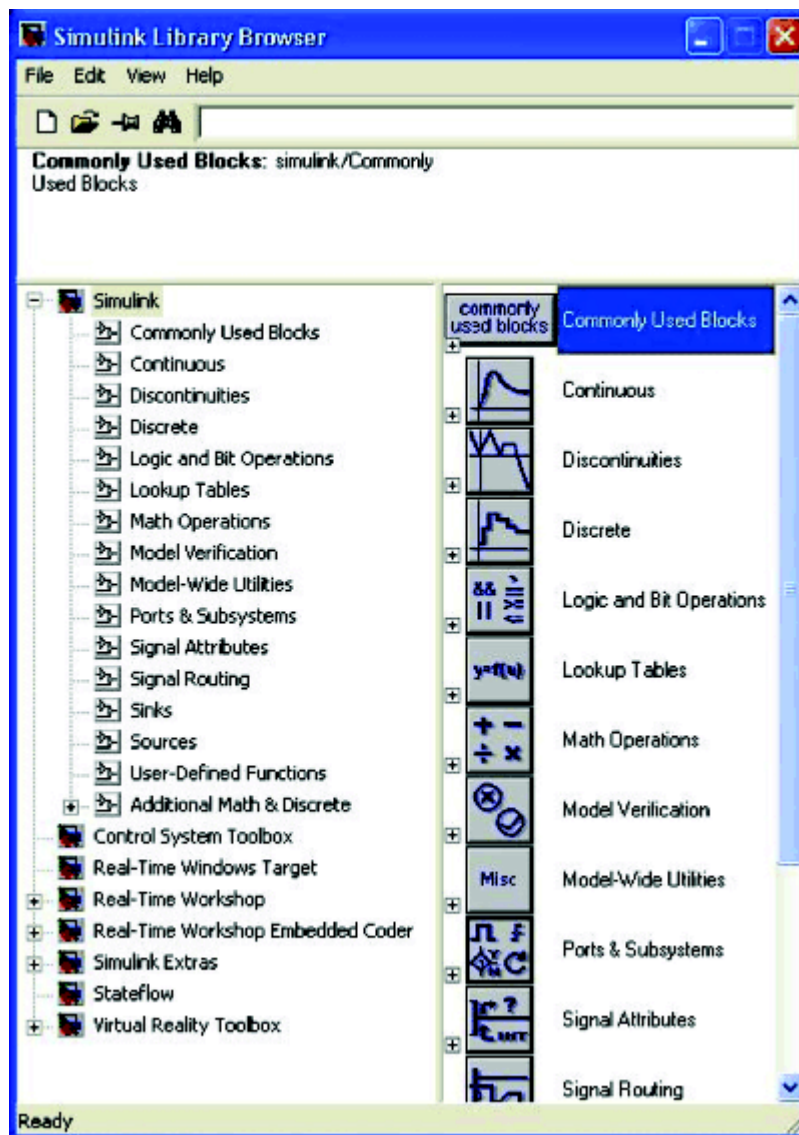 Simulink Library Browser
File Edit View Help
Commonly Used Blocks: simulink/Commonly
Used Blocks
Simulink
Commonly Used Blocks
Continuous
Discontinuities
Discrete
Logic and Bit Operations
Lookup Tables
Math Operations
Model Verification
Model-Wide Utilities
Ports & Subsystems
Signal Attributes
Signal Routing
Sinks
Sources
User-Defined Functions
Additional Math & Discrete
Control System Toolbox
Real-Time Windows Target
Real-Time Workshop
Real-Time Workshop Embedded Coder
Simulink Extras
Stateflow
Virtual Reality Toolbox
commonly
used blocks
Commonly Used Blocks
Continuous
Discontinuities
Discrete
Logic and Bit Operations
y=f(u)
Lookup Tables
Math Operations
Model Verification
Misc
Model-Wide Utilities
Ports & Subsystems
Signal Attributes
Signal Routing
Ready